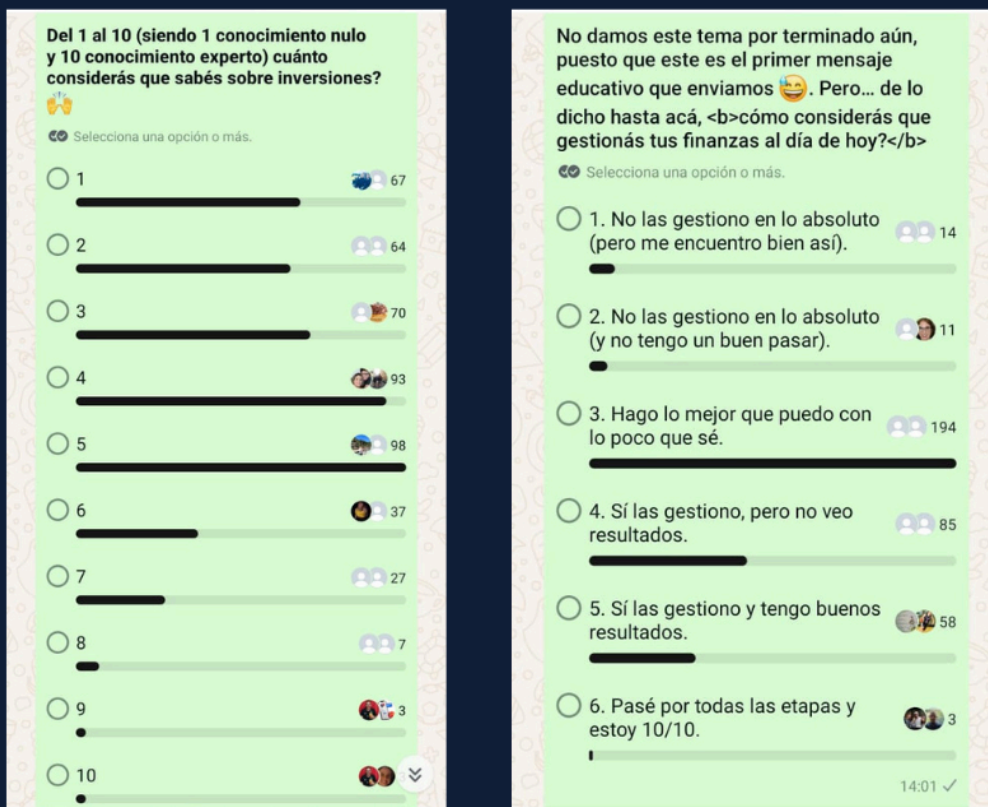 Del 1 al 10 (siendo 1 conocimiento nulo
y 10 conocimiento experto) cuánto
considerás que sabés sobre inversiones?
🙌
Selecciona una opción o más.
1 67
2 64
3 70
4 93
5 98
6 37
7 27
8 7
9 3
10
No damos este tema por terminado aún,
puesto que este es el primer mensaje
educativo que enviamos 😅. Pero... de lo
dicho hasta acá, <b>cómo considerás que
gestionás tus finanzas al día de hoy?</b>
Selecciona una opción o más.
1. No las gestiono en lo absoluto
(pero me encuentro bien así). 14
2. No las gestiono en lo absoluto
(y no tengo un buen pasar). 11
3. Hago lo mejor que puedo con
lo poco que sé. 194
4. Sí las gestiono, pero no veo
resultados. 85
5. Sí las gestiono y tengo buenos
resultados. 58
6. Pasé por todas las etapas y
estoy 10/10. 3
14:01